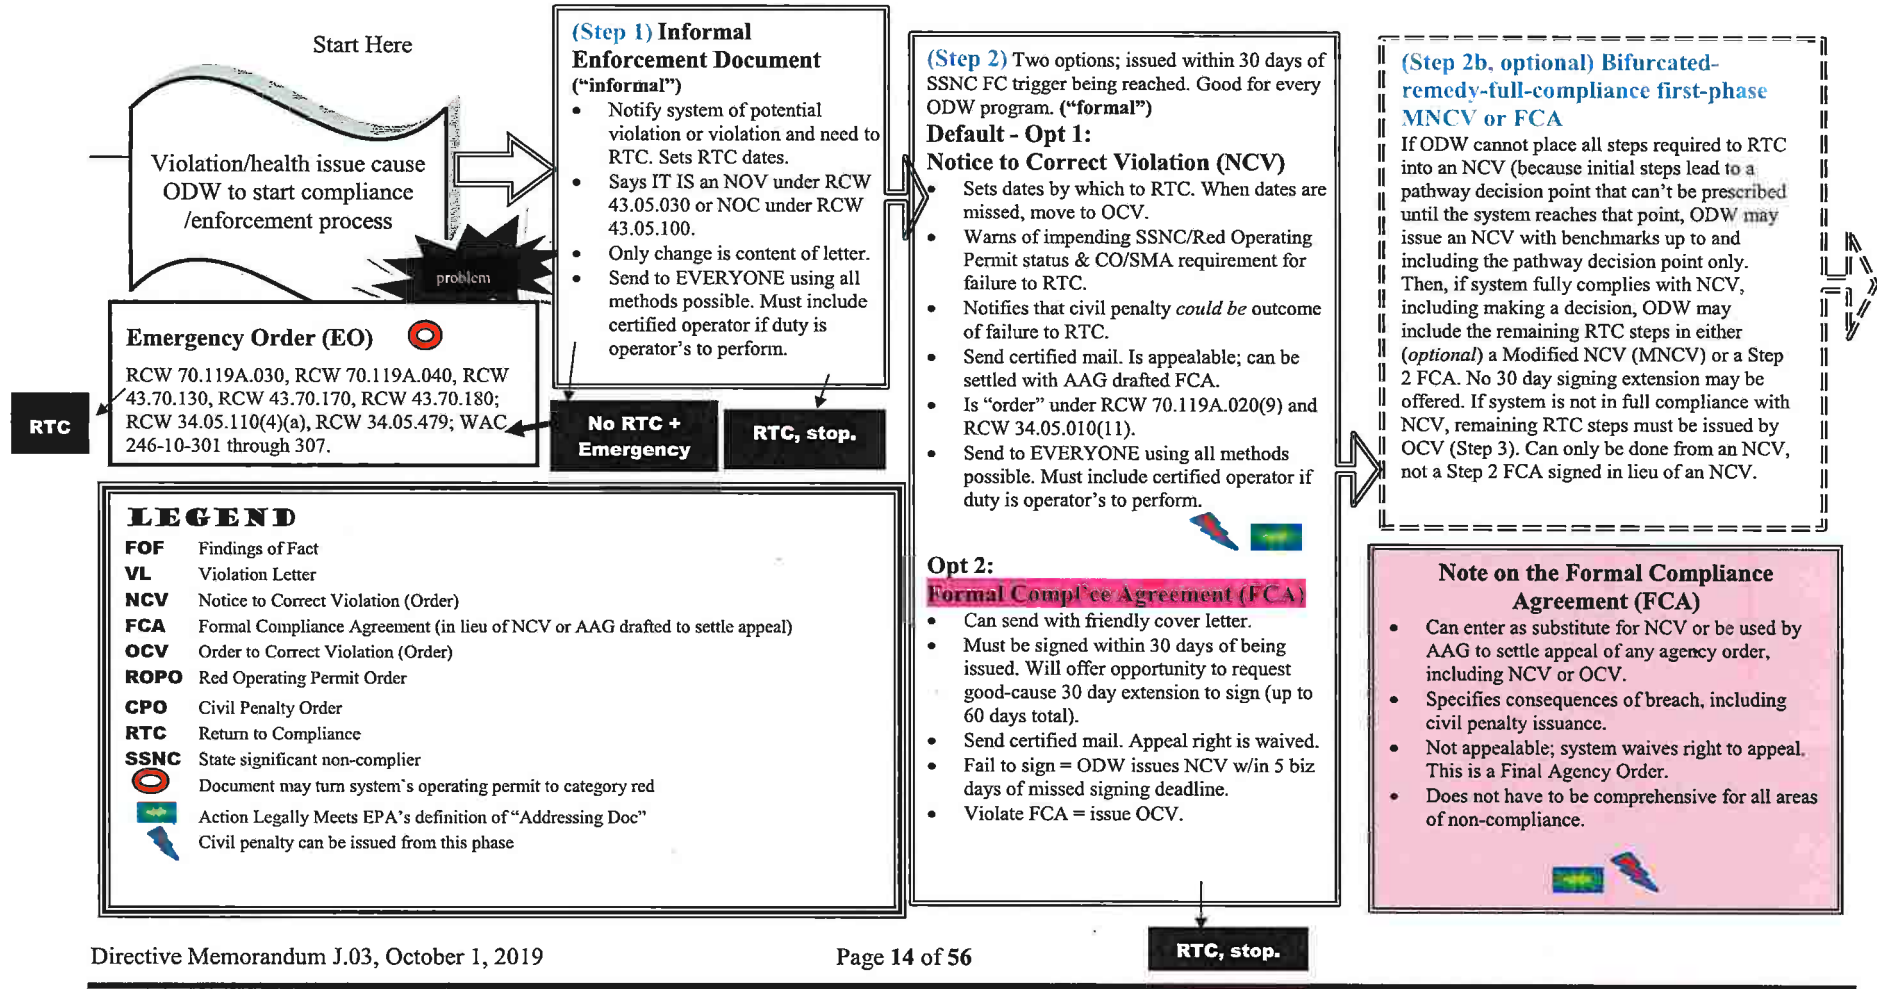 Start Here
Violation/health issue cause
ODW to start compliance
/enforcement process
problem
(Step 1) Informal
Enforcement Document
("informal")
• Notify system of potential
violation or violation and need to
RTC. Sets RTC dates.
• Says IT IS an NOV under RCW
43.05.030 or NOC under RCW
43.05.100.
• Only change is content of letter.
• Send to EVERYONE using all
methods possible. Must include
certified operator if duty is
operator's to perform.
Emergency Order (EO)
RCW 70.119A.030, RCW 70.119A.040, RCW
43.70.130, RCW 43.70.170, RCW 43.70.180;
RCW 34.05.110(4)(a), RCW 34.05.479; WAC
246-10-301 through 307.
RTC
No RTC +
Emergency
RTC, stop.
(Step 2) Two options; issued within 30 days of
SSNC FC trigger being reached. Good for every
ODW program. ("formal")
Default - Opt 1:
Notice to Correct Violation (NCV)
• Sets dates by which to RTC. When dates are
missed, move to OCV.
• Warns of impending SSNC/Red Operating
Permit status & CO/SMA requirement for
failure to RTC.
• Notifies that civil penalty could be outcome
of failure to RTC.
• Send certified mail. Is appealable; can be
settled with AAG drafted FCA.
• Is "order" under RCW 70.119A.020(9) and
RCW 34.05.010(11).
• Send to EVERYONE using all methods
possible. Must include certified operator if
duty is operator's to perform.
Opt 2:
Formal Compl'ce Agreement (FCA)
• Can send with friendly cover letter.
• Must be signed within 30 days of being
issued. Will offer opportunity to request
good-cause 30 day extension to sign (up to
60 days total).
• Send certified mail. Appeal right is waived.
• Fail to sign = ODW issues NCV w/in 5 biz
days of missed signing deadline.
• Violate FCA = issue OCV.
RTC, stop.
(Step 2b, optional) Bifurcated-
remedy-full-compliance first-phase
MNCV or FCA
If ODW cannot place all steps required to RTC
into an NCV (because initial steps lead to a
pathway decision point that can't be prescribed
until the system reaches that point, ODW may
issue an NCV with benchmarks up to and
including the pathway decision point only.
Then, if system fully complies with NCV,
including making a decision, ODW may
include the remaining RTC steps in either
(optional) a Modified NCV (MNCV) or a Step
2 FCA. No 30 day signing extension may be
offered. If system is not in full compliance with
NCV, remaining RTC steps must be issued by
OCV (Step 3). Can only be done from an NCV,
not a Step 2 FCA signed in lieu of an NCV.
Note on the Formal Compliance
Agreement (FCA)
• Can enter as substitute for NCV or be used by
AAG to settle appeal of any agency order,
including NCV or OCV.
• Specifies consequences of breach, including
civil penalty issuance.
• Not appealable; system waives right to appeal.
This is a Final Agency Order.
• Does not have to be comprehensive for all areas
of non-compliance.
LEGEND
FOF Findings of Fact
VL Violation Letter
NCV Notice to Correct Violation (Order)
FCA Formal Compliance Agreement (in lieu of NCV or AAG drafted to settle appeal)
OCV Order to Correct Violation (Order)
ROPO Red Operating Permit Order
CPO Civil Penalty Order
RTC Return to Compliance
SSNC State significant non-complier
Document may turn system's operating permit to category red
Action Legally Meets EPA's definition of "Addressing Doc"
Civil penalty can be issued from this phase
Directive Memorandum J.03, October 1, 2019
Page 14 of 56